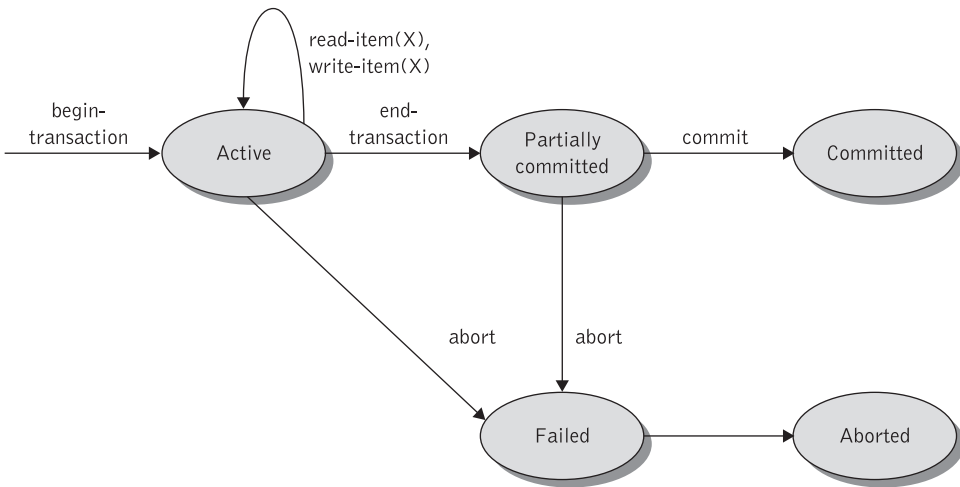 read-item(X),
write-item(X)
begin-
transaction
Active
end-
transaction
Partially
committed
commit
Committed
abort
abort
Failed
Aborted